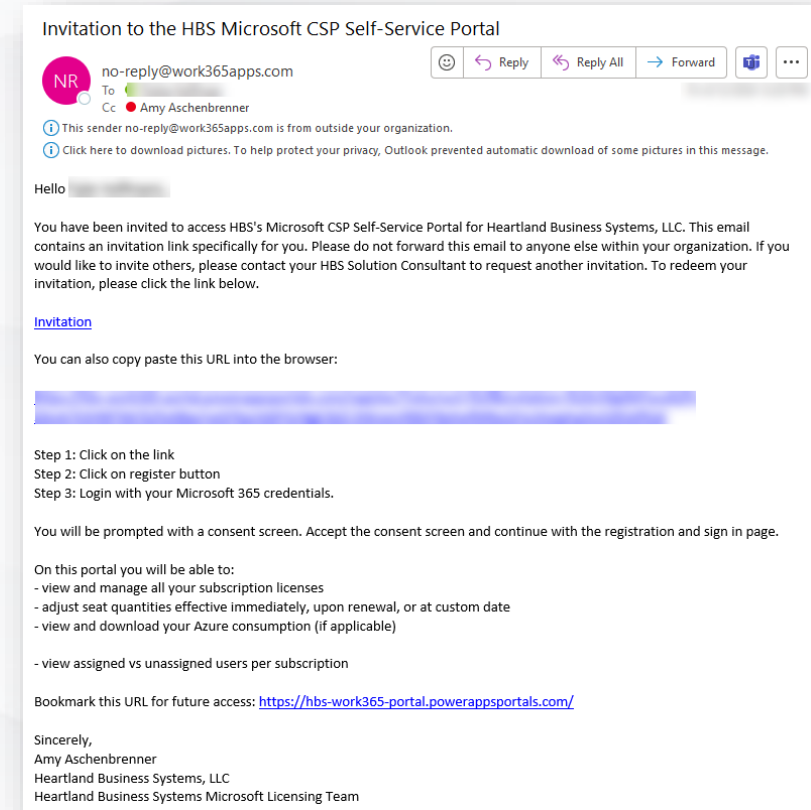 Invitation to the HBS Microsoft CSP Self-Service Portal
NR
no-reply@work365apps.com
Reply
Reply All
Forward
To
Cc Amy Aschenbrenner
This sender no-reply@work365apps.com is from outside your organization.
Click here to download pictures. To help protect your privacy, Outlook prevented automatic download of some pictures in this message.
Hello
You have been invited to access HBS's Microsoft CSP Self-Service Portal for Heartland Business Systems, LLC. This email
contains an invitation link specifically for you. Please do not forward this email to anyone else within your organization. If you
would like to invite others, please contact your HBS Solution Consultant to request another invitation. To redeem your
invitation, please click the link below.
Invitation
You can also copy paste this URL into the browser:
Step 1: Click on the link
Step 2: Click on register button
Step 3: Login with your Microsoft 365 credentials.
You will be prompted with a consent screen. Accept the consent screen and continue with the registration and sign in page.
On this portal you will be able to:
- view and manage all your subscription licenses
- adjust seat quantities effective immediately, upon renewal, or at custom date
- view and download your Azure consumption (if applicable)
- view assigned vs unassigned users per subscription
Bookmark this URL for future access: https://hbs-work365-portal.powerappsportals.com/
Sincerely,
Amy Aschenbrenner
Heartland Business Systems, LLC
Heartland Business Systems Microsoft Licensing Team